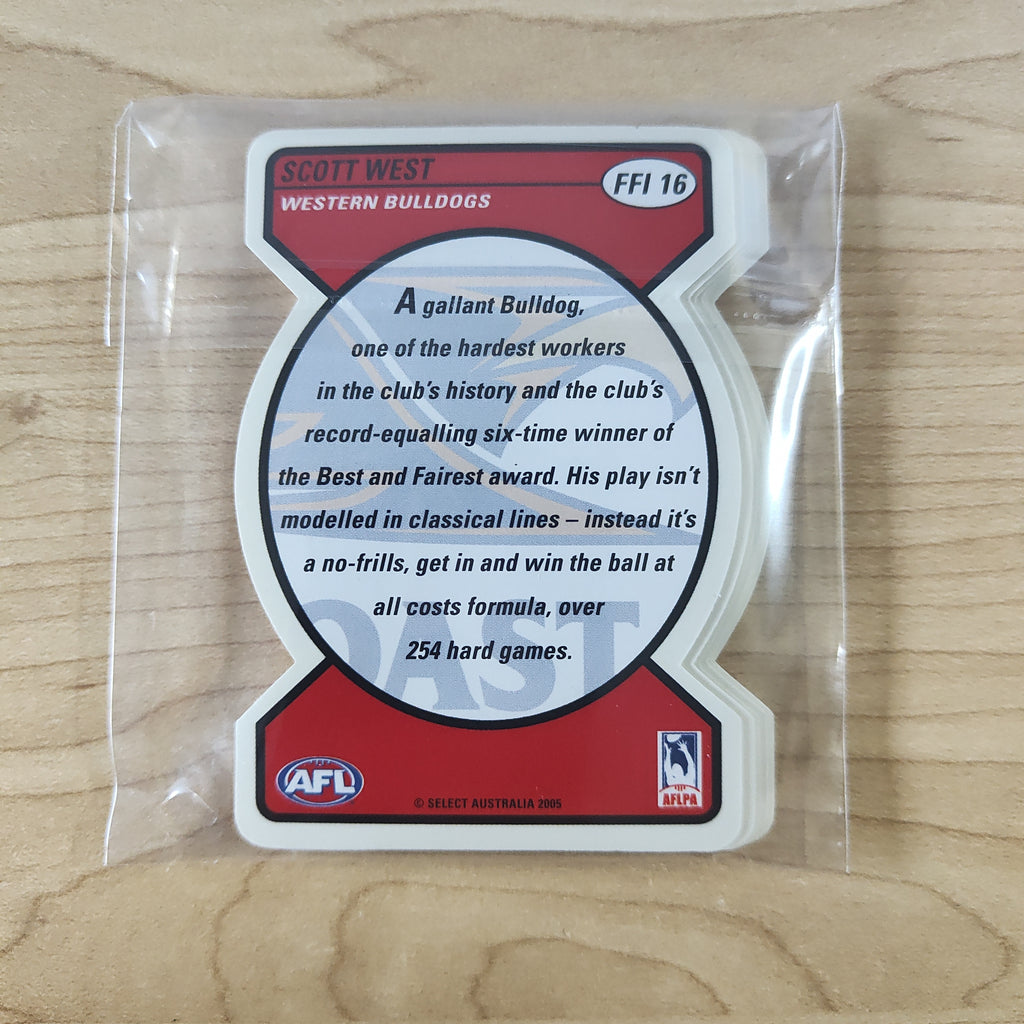 SCOTT WEST
FFI 16
WESTERN BULLDOGS
A gallant Bulldog,
one of the hardest workers
in the club's history and the club's
record-equalling six-time winner of
the Best and Fairest award. His play isn't
modelled in classical lines – instead it's
a no-frills, get in and win the ball at
all costs formula, over
254 hard games.
OAST
AFL
© SELECT AUSTRALIA 2005
AFLPA